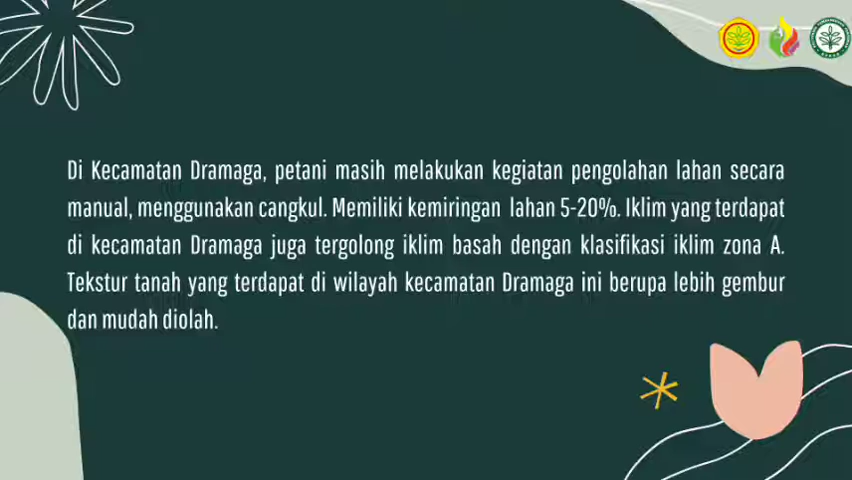 Di Kecamatan Dramaga, petani masih melakukan kegiatan pengolahan lahan secara
manual, menggunakan cangkul. Memiliki kemiringan lahan 5-20%. Iklim yang terdapat
di kecamatan Dramaga juga tergolong iklim basah dengan klasifikasi iklim zona A.
Tekstur tanah yang terdapat di wilayah kecamatan Dramaga ini berupa lebih gembur
dan mudah diolah.